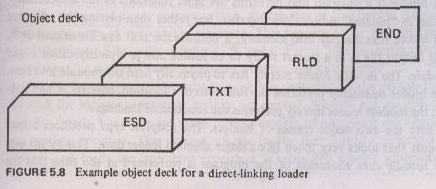 Object deck
END
RLD
TXT
ESD
FIGURE 5.8 Example object deck for a direct-linking loader